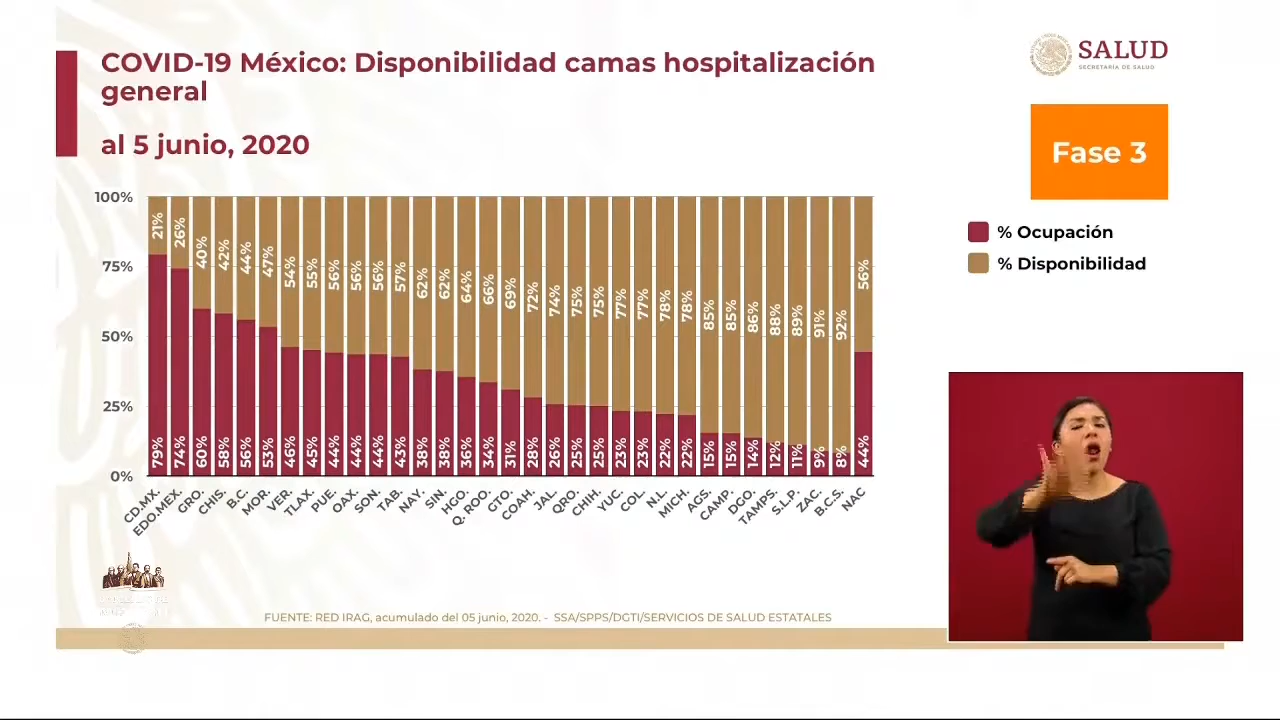 COVID-19 México: Disponibilidad camas hospitalización
general
al 5 junio, 2020
SALUD
SECRETARÍA DE SALUD
Fase 3
% Ocupación
% Disponibilidad
100%
75%
50%
25%
0%
21% 26% 40% 42% 44% 47% 54% 55% 56% 56% 56% 57% 62% 62% 64% 66% 69% 72% 74% 75% 75% 77% 77% 78% 78% 85% 85% 86% 88% 89% 91% 92% 56%
79% 74% 60% 58% 56% 53% 46% 45% 44% 44% 44% 43% 38% 38% 36% 34% 31% 28% 26% 25% 25% 23% 23% 22% 22% 15% 15% 14% 12% 11% 9% 8% 44%
CD.MX. EDO.MEX. GRO. CHIS. B.C. MOR. VER. TLAX. PUE. OAX. SON. TAB. NAY. SIN. HGO. Q. ROO. GTO. COAH. JAL. QRO. CHIH. YUC. COL. N.L. MICH. AGS. CAMP. DGO. TAMPS. S.L.P. ZAC. B.C.S. NAC
FUENTE: RED IRAG, acumulado del 05 junio, 2020. - SSA/SPPS/DGTI/SERVICIOS DE SALUD ESTATALES